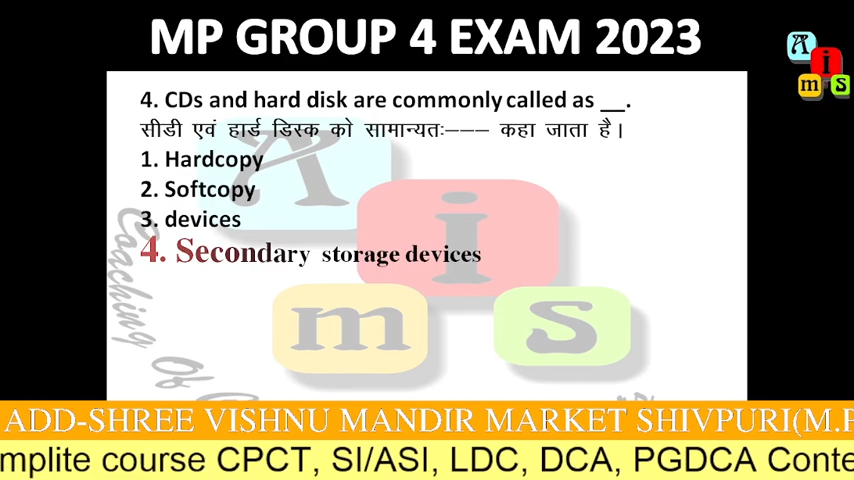 MP GROUP 4 EXAM 2023
A
i
m
s
4. CDs and hard disk are commonly called as __.
सीडी एवं हार्ड डिस्क को सामान्यतः––– कहा जाता है।
1. Hardcopy
2. Softcopy
3. devices
4. Secondary storage devices
A
i
m
s
Coaching Of
ADD-SHREE VISHNU MANDIR MARKET SHIVPURI(M.P
mplite course CPCT, SI/ASI, LDC, DCA, PGDCA Conte